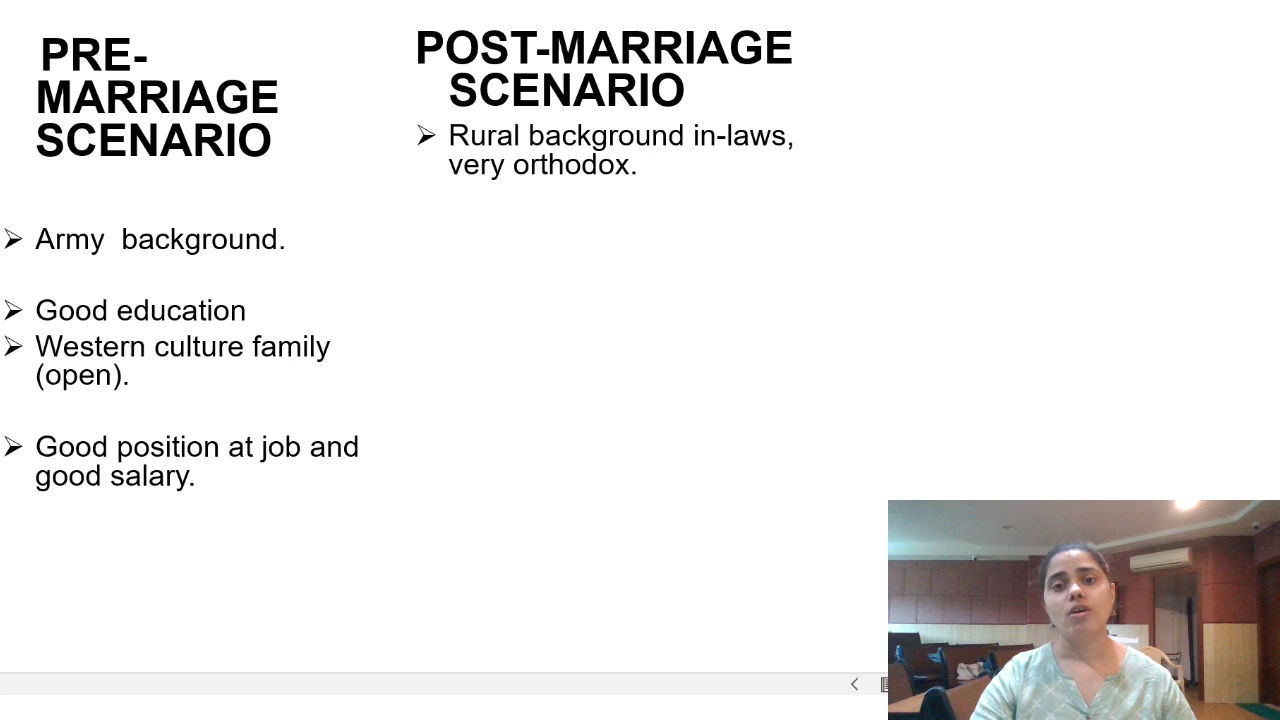 PRE-
MARRIAGE
SCENARIO
Army  background.
Good education
Western culture family
(open).
Good position at job and
good salary.
POST-MARRIAGE
SCENARIO
Rural background in-laws,
very orthodox.